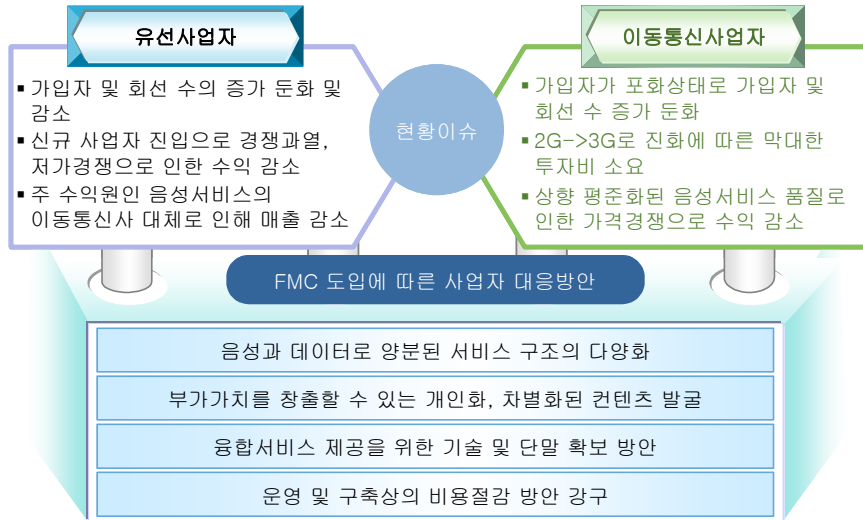 유선사업자
▪ 가입자 및 회선 수의 증가 둔화 및
감소
▪ 신규 사업자 진입으로 경쟁과열,
저가경쟁으로 인한 수익 감소
▪ 주 수익원인 음성서비스의
이동통신사 대체로 인해 매출 감소
현황이슈
이동통신사업자
▪ 가입자가 포화상태로 가입자 및
회선 수 증가 둔화
▪ 2G->3G로 진화에 따른 막대한
투자비 소요
▪ 상향 평준화된 음성서비스 품질로
인한 가격경쟁으로 수익 감소
FMC 도입에 따른 사업자 대응방안
음성과 데이터로 양분된 서비스 구조의 다양화
부가가치를 창출할 수 있는 개인화, 차별화된 컨텐츠 발굴
융합서비스 제공을 위한 기술 및 단말 확보 방안
운영 및 구축상의 비용절감 방안 강구